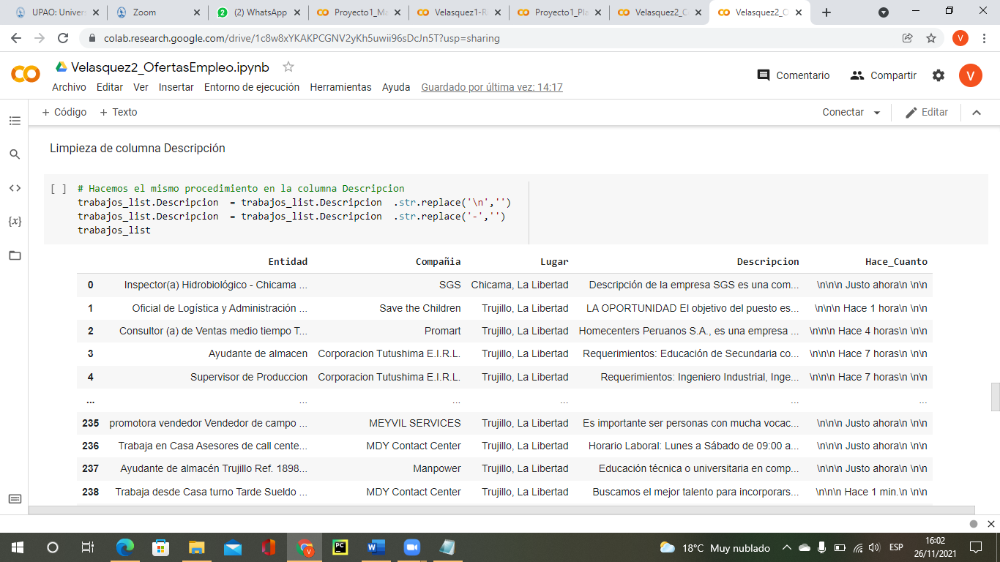 UPAO: Univers
Zoom
(2) WhatsApp
Proyecto1_Ma
Velasquez1-Ra
Proyecto1_Pla
Velasquez2_O
Velasquez2_O
colab.research.google.com/drive/1c8w8xYKAKPCGNV2yKh5uwii96sDcJn5T?usp=sharing
V
Velasquez2_OfertasEmpleo.ipynb
Comentario
Compartir
V
Archivo Editar Ver Insertar Entorno de ejecución Herramientas Ayuda Guardado por última vez: 14:17
+ Código + Texto
Conectar
Editar
Limpieza de columna Descripción
[ ] # Hacemos el mismo procedimiento en la columna Descripcion
trabajos_list.Descripcion  = trabajos_list.Descripcion  .str.replace('\n','')
trabajos_list.Descripcion  = trabajos_list.Descripcion  .str.replace('-','')
trabajos_list
Entidad Compañia Lugar Descripcion Hace_Cuanto
0 Inspector(a) Hidrobiológico - Chicama ... SGS Chicama, La Libertad Descripción de la empresa SGS es una com... \n\n\n Justo ahora\n \n\n
1 Oficial de Logística y Administración ... Save the Children Trujillo, La Libertad LA OPORTUNIDAD El objetivo del puesto es... \n\n\n Hace 1 hora\n \n\n
2 Consultor (a) de Ventas medio tiempo T... Promart Trujillo, La Libertad Homecenters Peruanos S.A., es una empresa ... \n\n\n Hace 4 horas\n \n\n
3 Ayudante de almacen Corporacion Tutushima E.I.R.L. Trujillo, La Libertad Requerimientos: Educación de Secundaria co... \n\n\n Hace 7 horas\n \n\n
4 Supervisor de Produccion Corporacion Tutushima E.I.R.L. Trujillo, La Libertad Requerimientos: Ingeniero Industrial, Inge... \n\n\n Hace 7 horas\n \n\n
... ... ... ... ... ...
235 promotora vendedor Vendedor de campo ... MEYVIL SERVICES Trujillo, La Libertad Es importante ser personas con mucha vocac... \n\n\n Justo ahora\n \n\n
236 Trabaja en Casa Asesores de call cente... MDY Contact Center Trujillo, La Libertad Horario Laboral: Lunes a Sábado de 09:00 a... \n\n\n Justo ahora\n \n\n
237 Ayudante de almacén Trujillo Ref. 1898... Manpower Trujillo, La Libertad Educación técnica o universitaria en comp... \n\n\n Justo ahora\n \n\n
238 Trabaja desde Casa turno Tarde Sueldo ... MDY Contact Center Trujillo, La Libertad Buscamos el mejor talento para incorporars... \n\n\n Hace 1 min.\n \n\n
18°C Muy nublado
ESP
16:02
26/11/2021